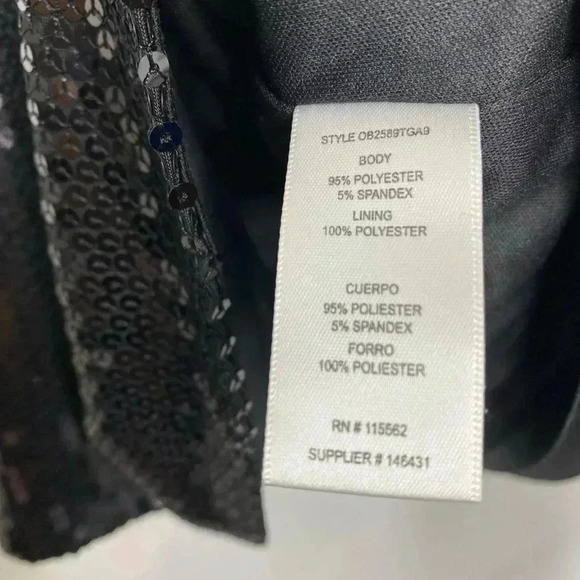 STYLE OB2589TGA9
BODY
95% POLYESTER
5% SPANDEX
LINING
100% POLYESTER
CUERPO
95% POLIESTER
5% SPANDEX
FORRO
100% POLIESTER
RN # 115562
SUPPLIER # 146431